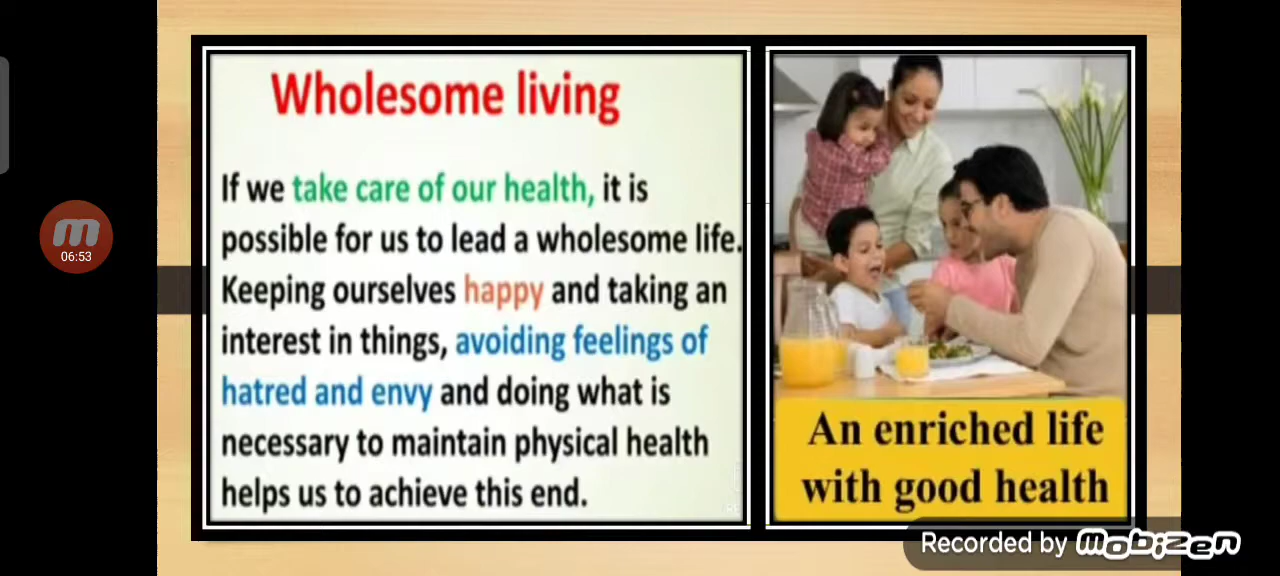 Wholesome living
If we take care of our health, it is
possible for us to lead a wholesome life.
Keeping ourselves happy and taking an
interest in things, avoiding feelings of
hatred and envy and doing what is
necessary to maintain physical health
helps us to achieve this end.
An enriched life
with good health
06:53
Recorded by mobizen